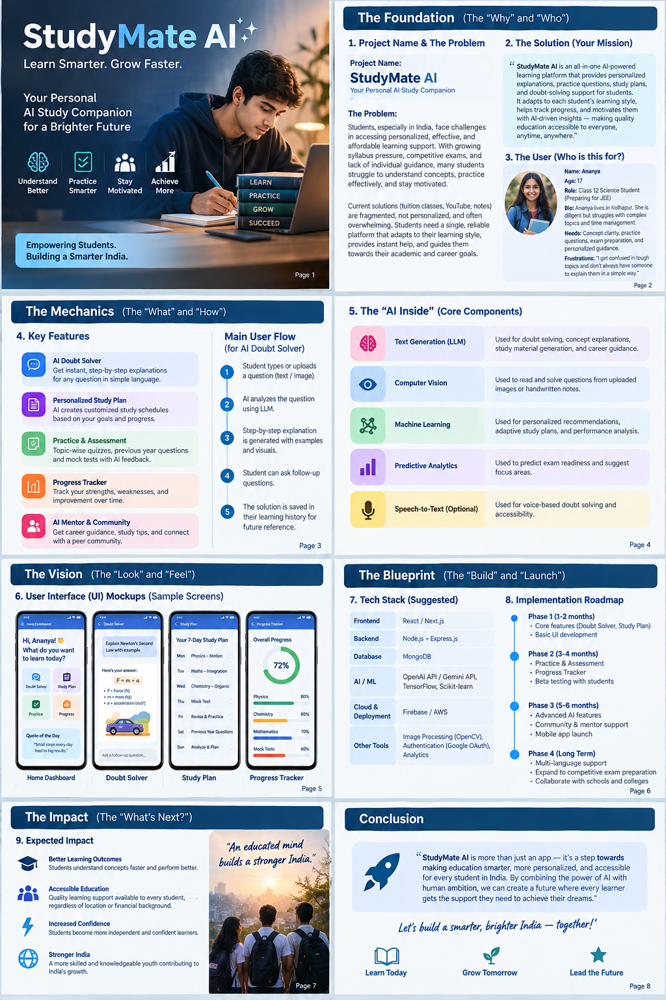 StudyMate AI
Learn Smarter. Grow Faster.
Your Personal
AI Study Companion
for a Brighter Future
Understand
Better
Practice
Smarter
Stay
Motivated
Achieve
More
LEARN
PRACTICE
GROW
SUCCEED
Empowering Students.
Building a Smarter India.
Page 1
The Foundation (The “Why” and “Who”)
1. Project Name & The Problem
Project Name:
StudyMate AI
Your Personal AI Study Companion
The Problem:
Students, especially in India, face challenges
in accessing personalized, effective, and
affordable learning support. With growing
syllabus pressure, competitive exams, and
lack of individual guidance, many students
struggle to understand concepts, practice
effectively, and stay motivated.
Current solutions (tuition classes, YouTube, notes)
are fragmented, not personalized, and often
overwhelming. Students need a single, reliable
platform that adapts to their learning style,
provides instant help, and guides them
towards their academic and career goals.
2. The Solution (Your Mission)
“StudyMate AI is an all-in-one AI-powered
learning platform that provides personalized
explanations, practice questions, study plans,
and doubt-solving support for students.
It adapts to each student's learning style,
helps track progress, and motivates them
with AI-driven insights — making quality
education accessible to everyone,
anytime, anywhere.”
3. The User (Who is this for?)
Name: Ananya
Age: 17
Role: Class 12 Science Student
(Preparing for JEE)
Bio: Ananya lives in Kolhapur. She is
diligent but struggles with complex
topics and time management.
Needs: Concept clarity, practice
questions, exam preparation, and
personalized guidance.
Frustrations: “I get confused in tough
topics and don't always have someone
to explain them in a simple way.”
Page 2
The Mechanics (The “What” and “How”)
4. Key Features
AI Doubt Solver
Get instant, step-by-step explanations
for any question in simple language.
Personalized Study Plan
AI creates customized study schedules
based on your goals and progress.
Practice & Assessment
Topic-wise quizzes, previous year questions
and mock tests with AI feedback.
Progress Tracker
Track your strengths, weaknesses, and
improvement over time.
AI Mentor & Community
Get career guidance, study tips, and connect
with a peer community.
Main User Flow
(for AI Doubt Solver)
1 Student types or uploads
a question (text / image).
2 AI analyzes the question
using LLM.
3 Step-by-step explanation
is generated with examples
and visuals.
4 Student can ask follow-up
questions.
5 The solution is saved in
their learning history for
future reference.
Page 3
5. The “AI Inside” (Core Components)
Text Generation (LLM)
Used for doubt solving, concept explanations,
study material generation, and career guidance.
Computer Vision
Used to read and solve questions from uploaded
images or handwritten notes.
Machine Learning
Used for personalized recommendations,
adaptive study plans, and performance analysis.
Predictive Analytics
Used to predict exam readiness and suggest
focus areas.
Speech-to-Text (Optional)
Used for voice-based doubt solving and
accessibility.
Page 4
The Vision (The “Look” and “Feel”)
6. User Interface (UI) Mockups (Sample Screens)
Hi, Ananya!
What do you want
to learn today?
Doubt Solver
Study Plan
Practice
Progress
Quote of the Day
"Small steps every day
lead to big results."
Home Dashboard
Doubt Solver
Explain Newton's Second
Law with example
Here's your answer:
F = m × a
• F = Force (N)
• m = mass (kg)
• a = acceleration (m/s²)
Ask a follow-up question...
Doubt Solver
Study Plan
Your 7-Day Study Plan
Mon Physics – Motion
Tue Maths – Integration
Wed Chemistry – Organic
Thu Mock Test
Fri Revise & Practice
Sat Previous Year Questions
Sun Analyze & Plan
Study Plan
Progress Tracker
Overall Progress
72%
Physics 80%
Chemistry 65%
Mathematics 70%
Mock Tests 60%
Progress Tracker
Page 5
The Blueprint (The “Build” and “Launch”)
7. Tech Stack (Suggested)
Frontend React / Next.js
Backend Node.js + Express.js
Database MongoDB
AI / ML OpenAI API / Gemini API,
TensorFlow, Scikit-learn
Cloud &
Deployment Firebase / AWS
Other Tools Image Processing (OpenCV),
Authentication (Google OAuth),
Analytics
8. Implementation Roadmap
Phase 1 (1-2 months)
• Core features (Doubt Solver, Study Plan)
• Basic UI development
Phase 2 (3-4 months)
• Practice & Assessment
• Progress Tracker
• Beta testing with students
Phase 3 (5-6 months)
• Advanced AI features
• Community & mentor support
• Mobile app launch
Phase 4 (Long Term)
• Multi-language support
• Expand to competitive exam preparation
• Collaborate with schools and colleges
Page 6
The Impact (The “What's Next?”)
9. Expected Impact
Better Learning Outcomes
Students understand concepts faster and perform better.
Accessible Education
Quality learning support available to every student,
regardless of location or financial background.
Increased Confidence
Students become more independent and confident learners.
Stronger India
A more skilled and knowledgeable youth contributing to
India's growth.
“An educated mind
builds a stronger India.”
Page 7
Conclusion
“StudyMate AI is more than just an app — it's a step towards
making education smarter, more personalized, and accessible
for every student in India. By combining the power of AI with
human ambition, we can create a future where every learner
gets the support they need to achieve their dreams.”
Let's build a smarter, brighter India — together!’
Learn Today
Grow Tomorrow
Lead the Future
Page 8